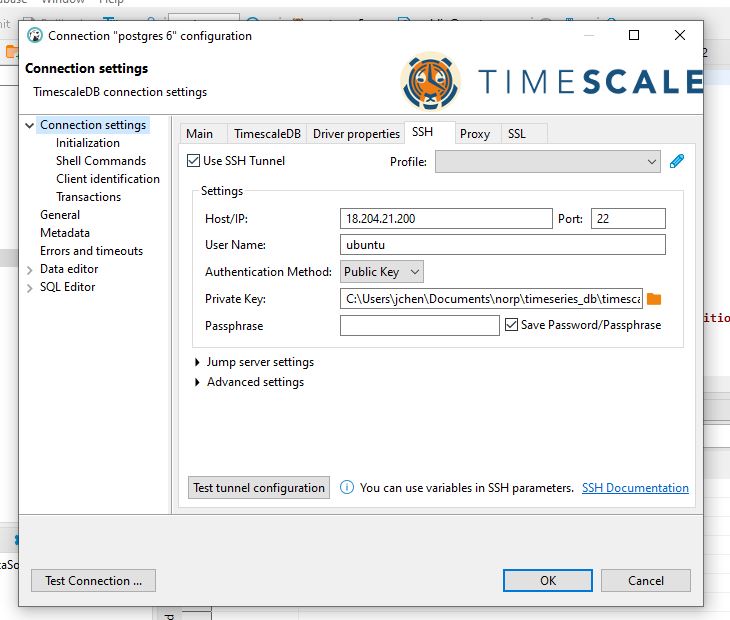 Window Help
Connection "postgres 6" configuration
Connection settings
TimescaleDB connection settings
TIMESCALE
Connection settings
Initialization
Shell Commands
Client identification
Transactions
General
Metadata
Errors and timeouts
Data editor
SQL Editor
Main TimescaleDB Driver properties SSH Proxy SSL
Use SSH Tunnel Profile:
Settings
Host/IP: 18.204.21.200 Port: 22
User Name: ubuntu
Authentication Method: Public Key
Private Key: C:\Users\jchen\Documents\norp\timeseries_db\timesca
Passphrase Save Password/Passphrase
Jump server settings
Advanced settings
Test tunnel configuration You can use variables in SSH parameters. SSH Documentation
Test Connection ... OK Cancel